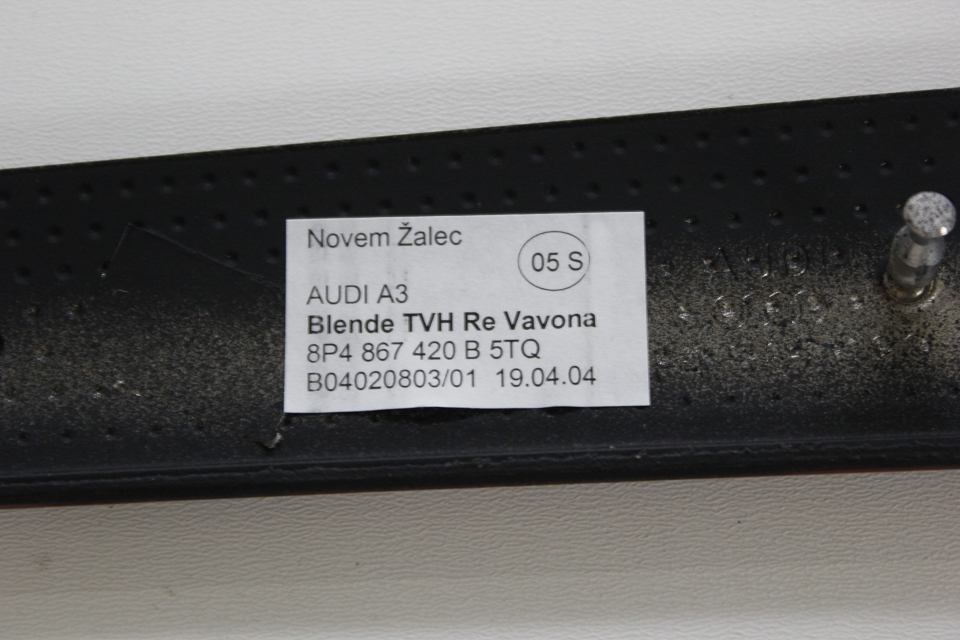 Novem Žalec
05 S
AUDI A3
Blende TVH Re Vavona
8P4 867 420 B 5TQ
B04020803/01 19.04.04